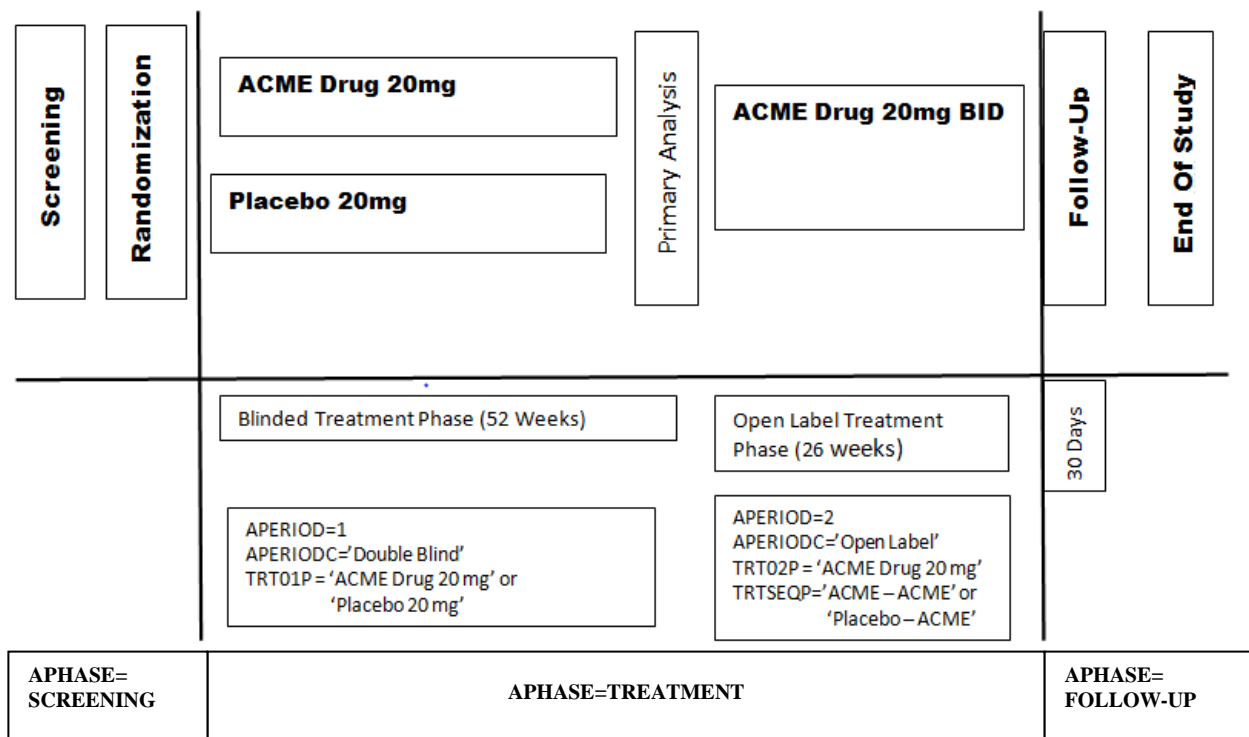 Screening
Randomization
ACME Drug 20mg
Placebo 20mg
Primary Analysis
ACME Drug 20mg BID
Follow-Up
End Of Study
Blinded Treatment Phase (52 Weeks)
Open Label Treatment
Phase (26 weeks)
30 Days
APERIOD=1
APERIODC=’Double Blind’
TRT01P = ‘ACME Drug 20 mg’ or
‘Placebo 20 mg’
APERIOD=2
APERIODC=’Open Label’
TRT02P = ‘ACME Drug 20 mg’
TRTSEQP=’ACME – ACME’ or
‘Placebo – ACME’
APHASE=
SCREENING
APHASE=TREATMENT
APHASE=
FOLLOW-UP